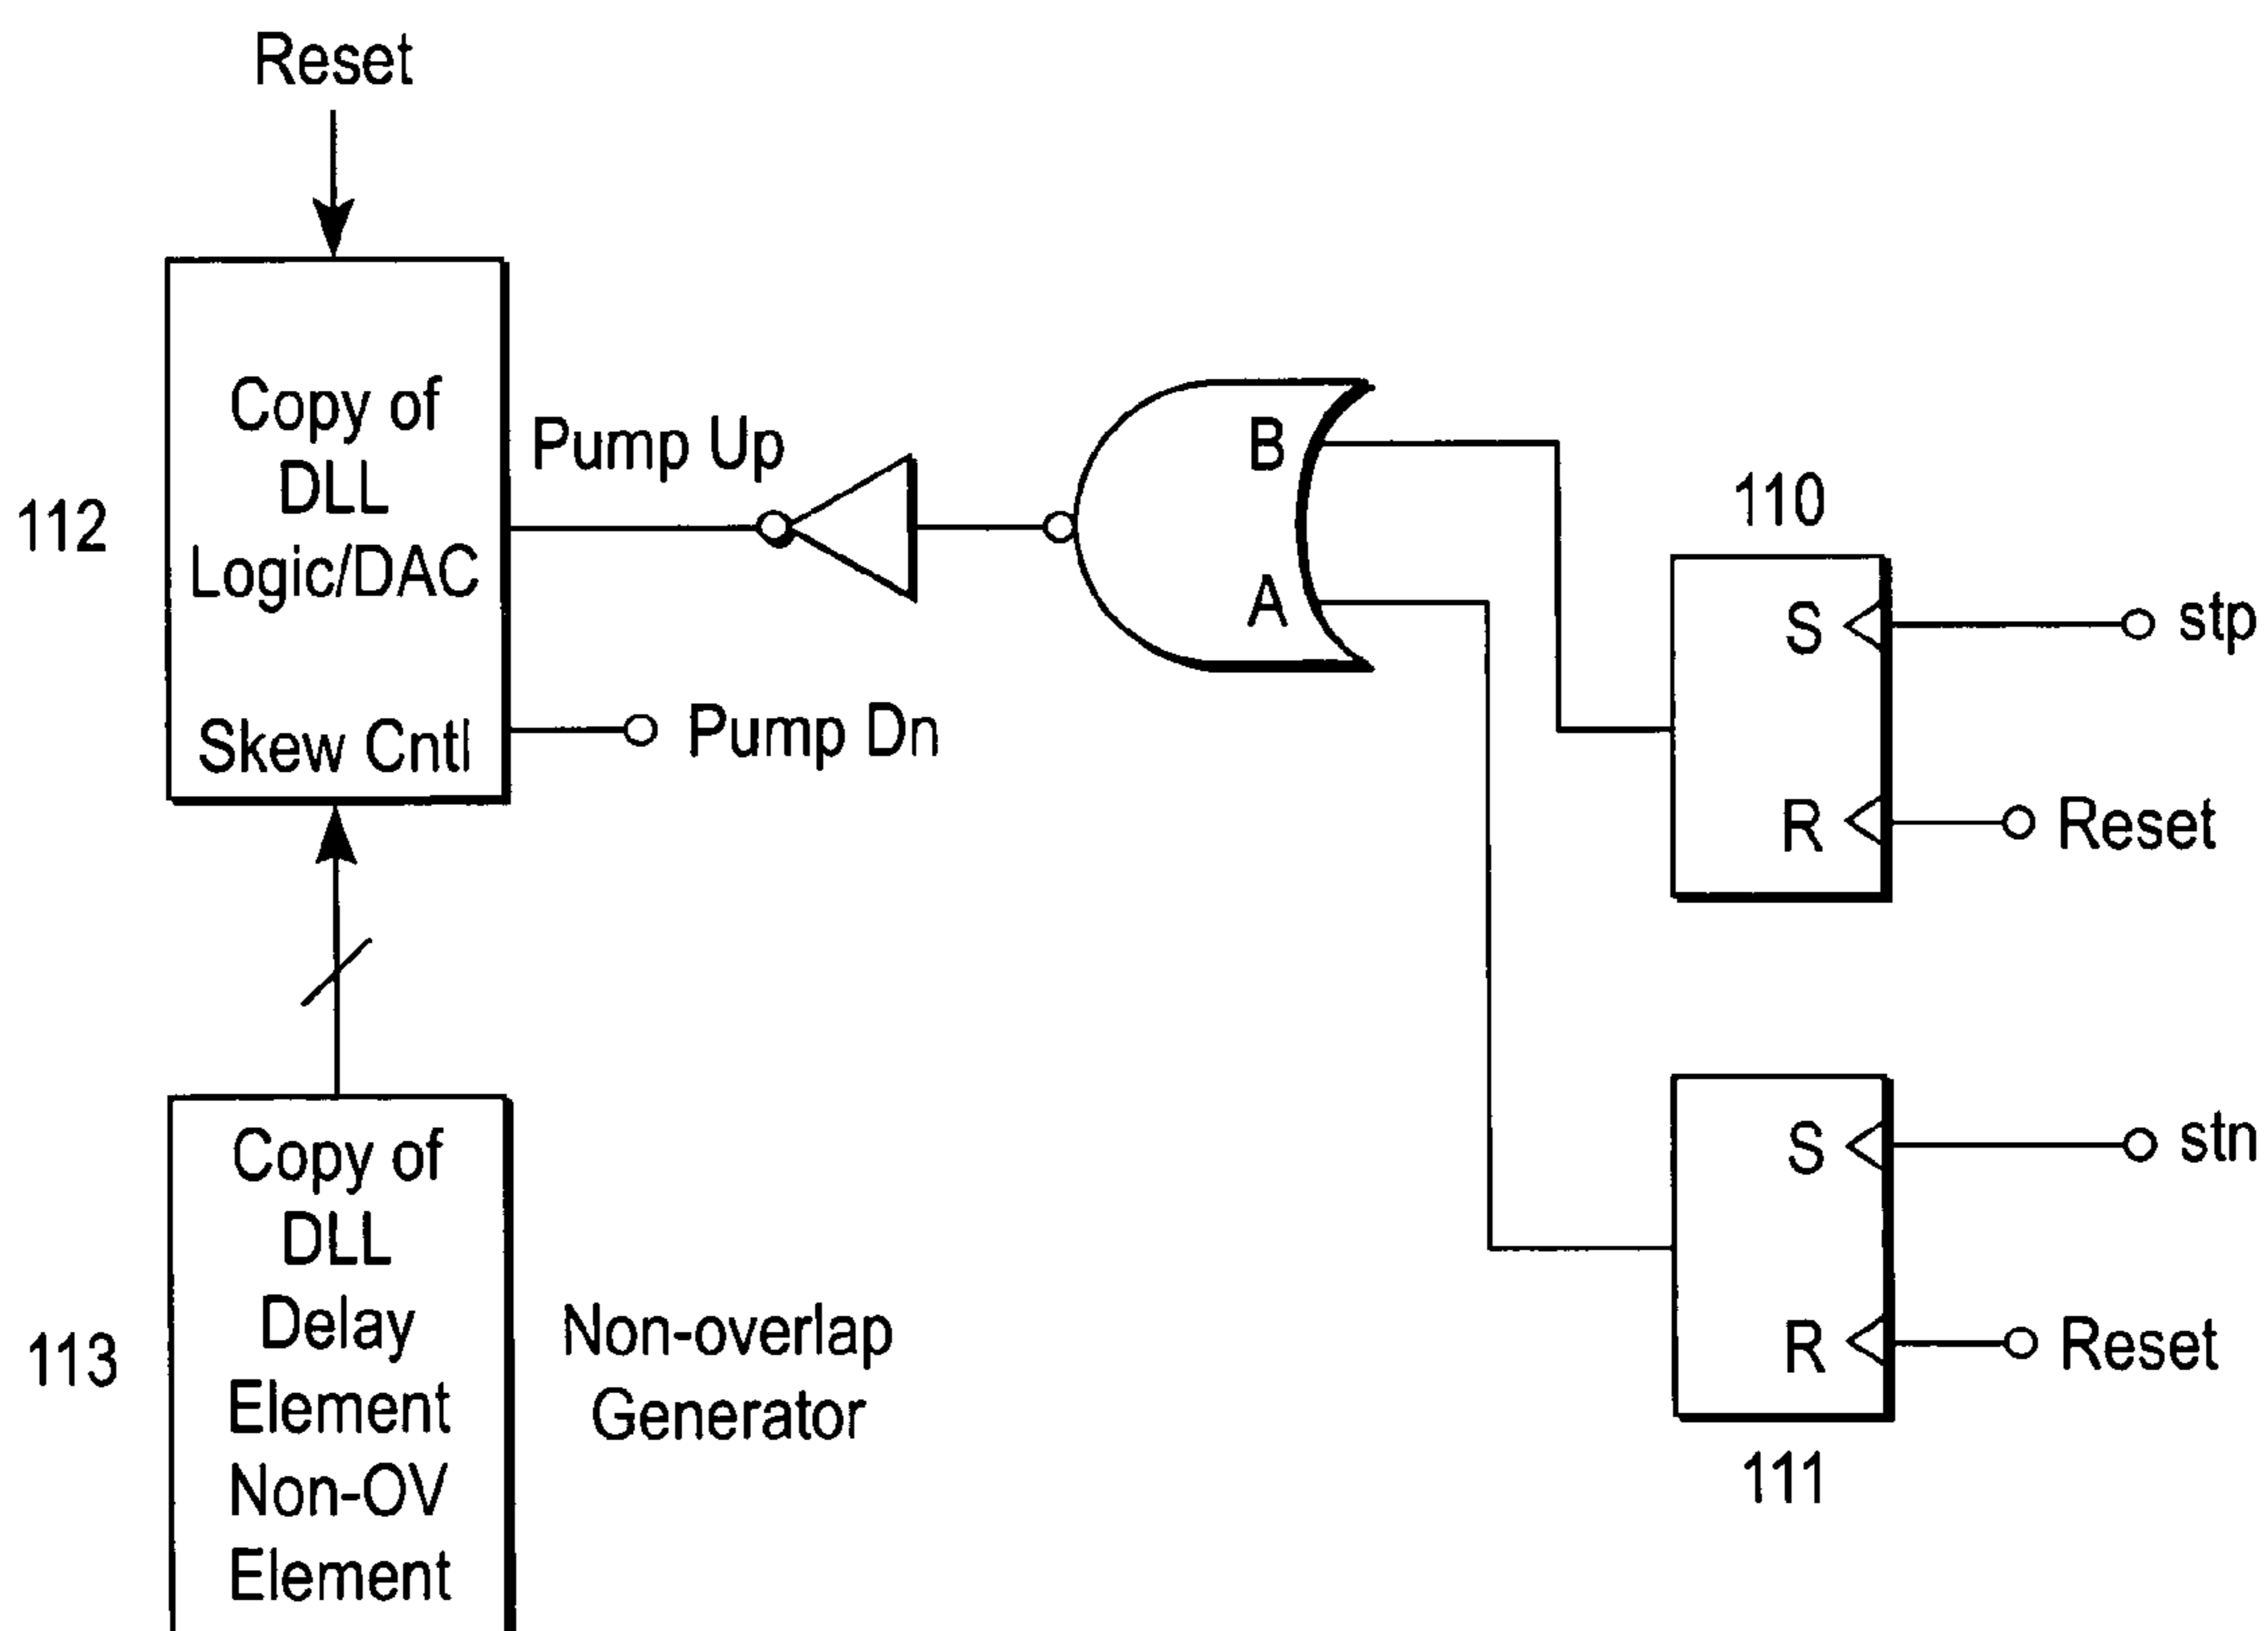 Reset
112
Copy of
DLL
Logic/DAC
Skew Cntl
Pump Up
Pump Dn
B
A
110
S
stp
R
Reset
113
Copy of
DLL
Delay
Element
Non-OV
Element
Non-overlap
Generator
S
stn
R
Reset
111